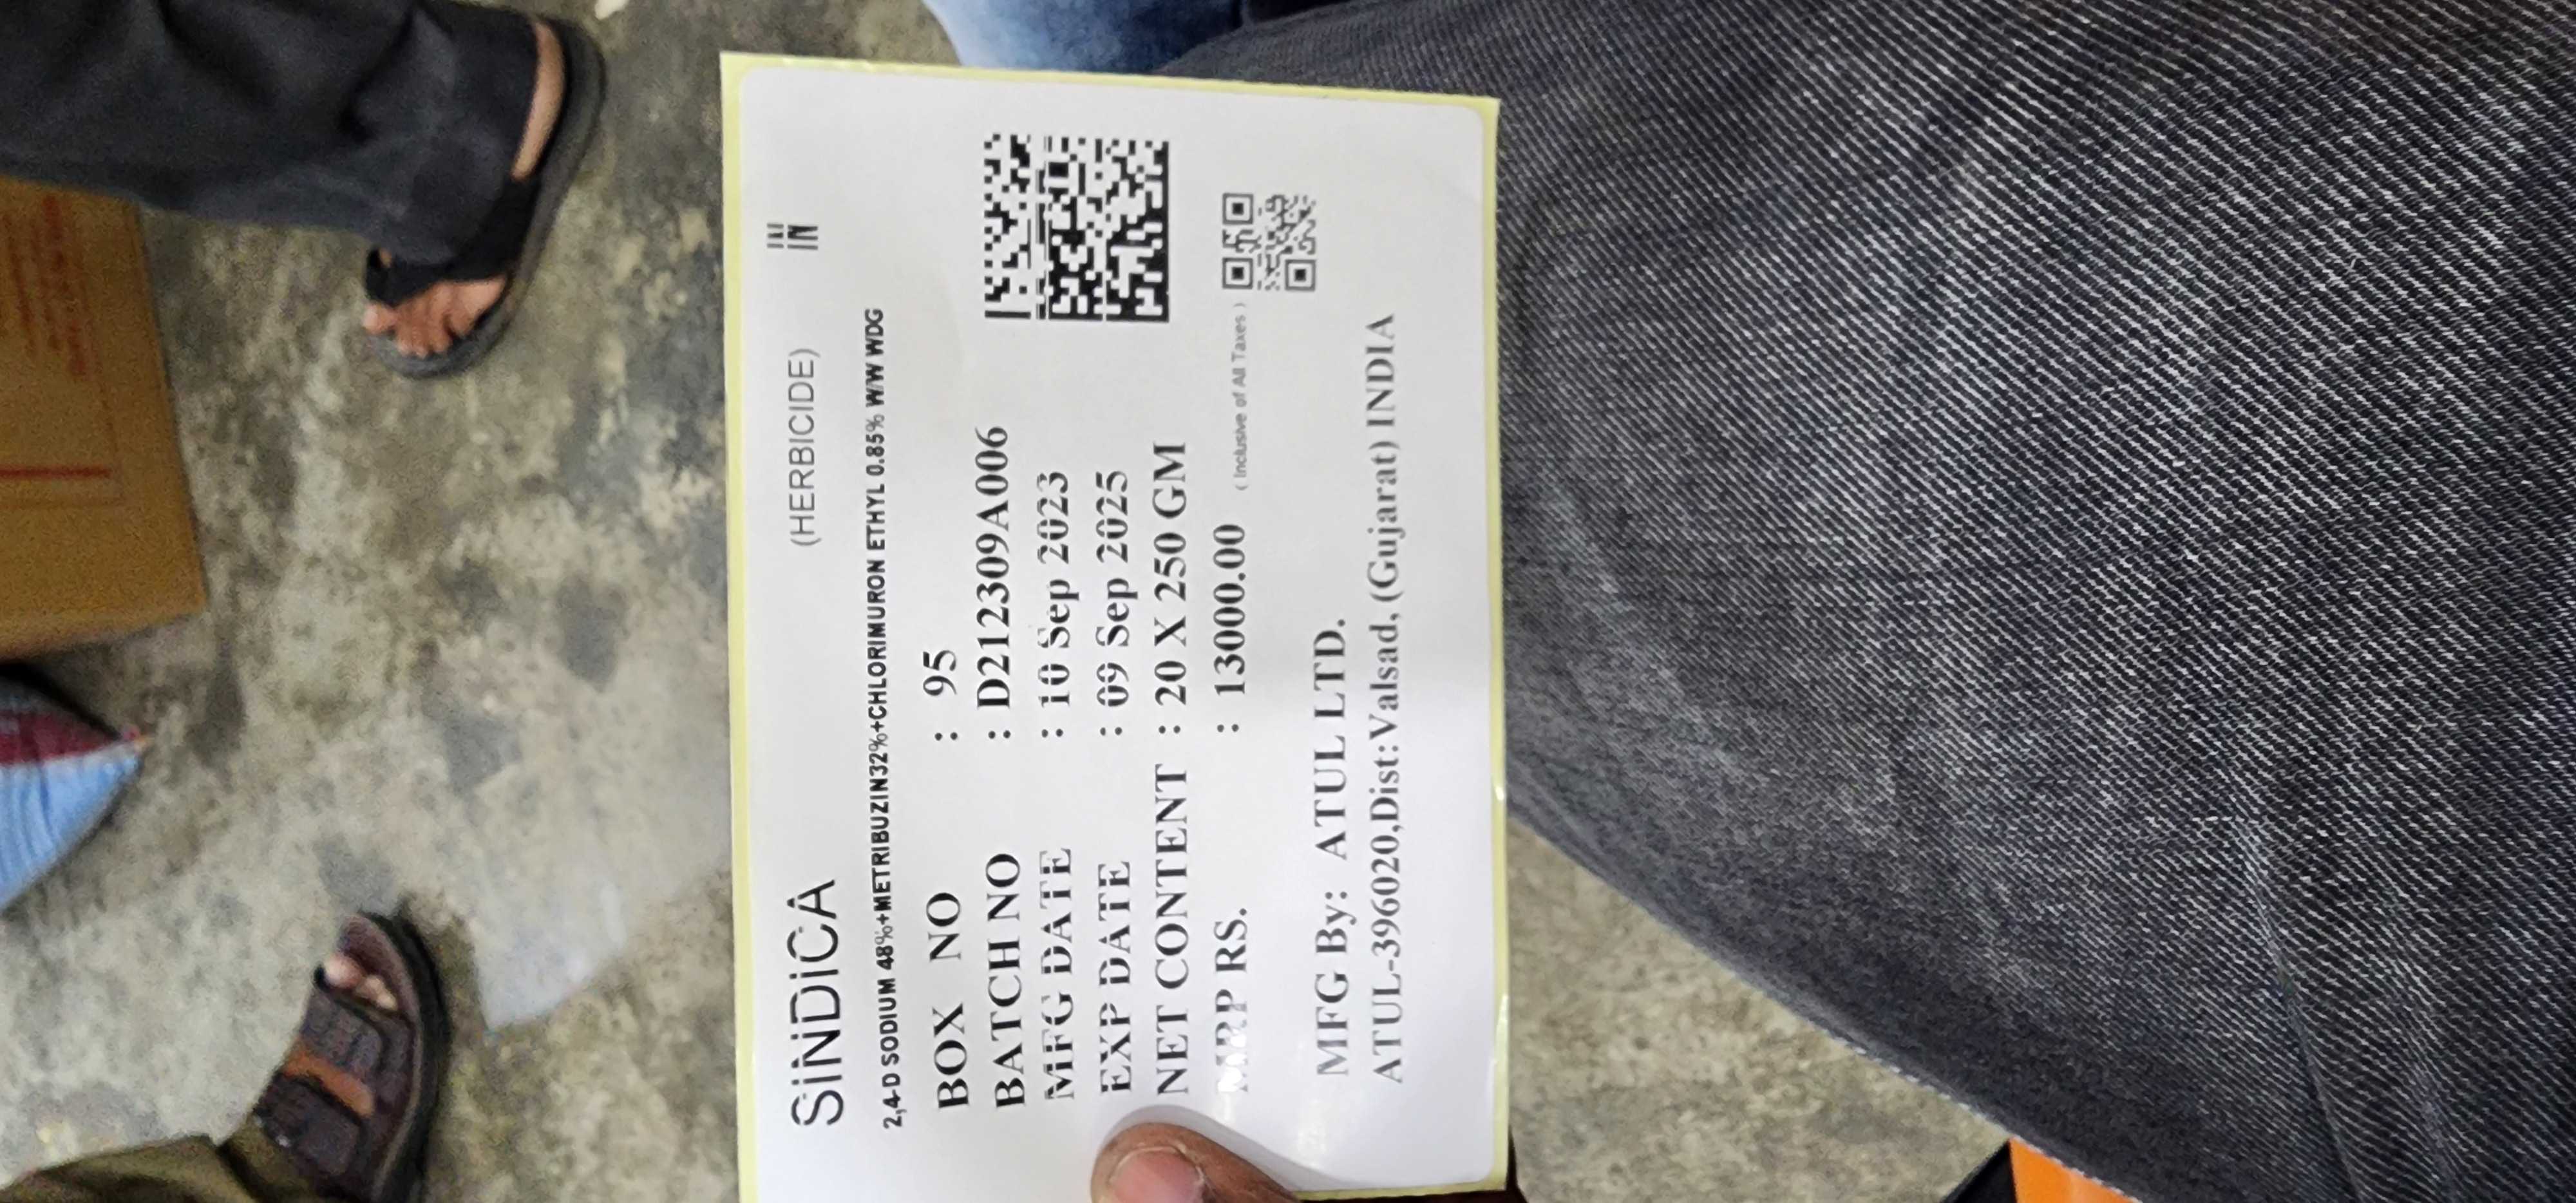 SiNDiCA (HERBICIDE) IN
2,4-D SODIUM 48%+METRIBUZIN32%+CHLORIMURON ETHYL 0.85% W/W WDG
BOX NO : 95
BATCH NO : D212309A006
MFG DATE : 10 Sep 2023
EXP DATE : 09 Sep 2025
NET CONTENT : 20 X 250 GM
MRP RS. : 13000.00 ( Inclusive of All Taxes )
MFG By: ATUL LTD.
ATUL-396020,Dist:Valsad, (Gujarat) INDIA